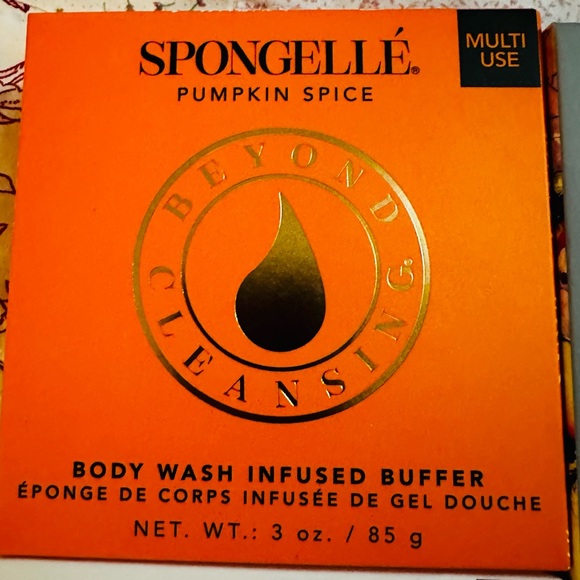 SPONGELLÉ®
MULTI
USE
PUMPKIN SPICE
BEYOND
CLEANSING®
BODY WASH INFUSED BUFFER
ÉPONGE DE CORPS INFUSÉE DE GEL DOUCHE
NET. WT.: 3 oz. / 85 g